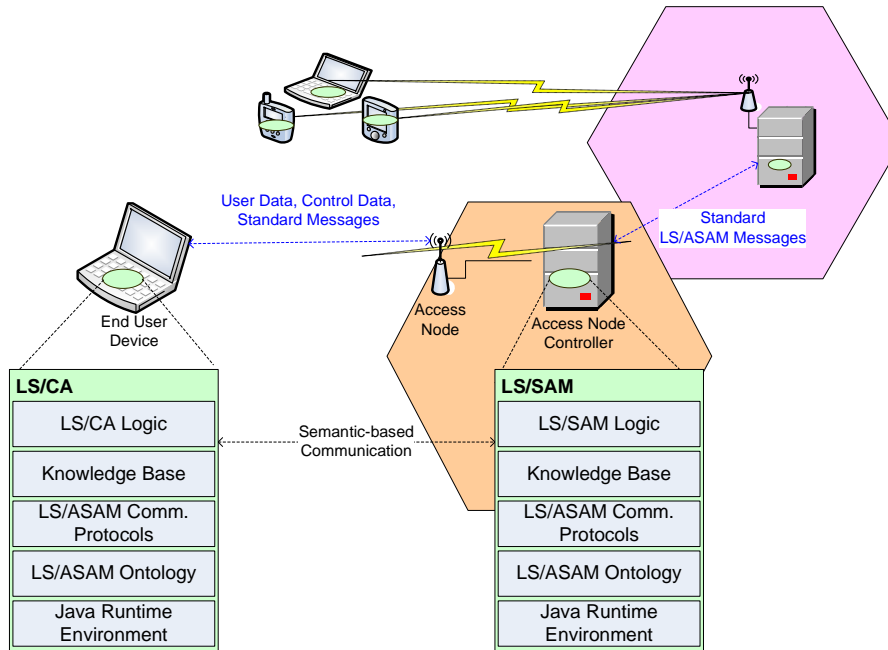 User Data, Control Data,
Standard Messages
Standard
LS/ASAM Messages
End User
Device
Access
Node
Access Node
Controller
LS/CA
LS/CA Logic
Knowledge Base
LS/ASAM Comm.
Protocols
LS/ASAM Ontology
Java Runtime
Environment
Semantic-based
Communication
LS/SAM
LS/SAM Logic
Knowledge Base
LS/ASAM Comm.
Protocols
LS/ASAM Ontology
Java Runtime
Environment